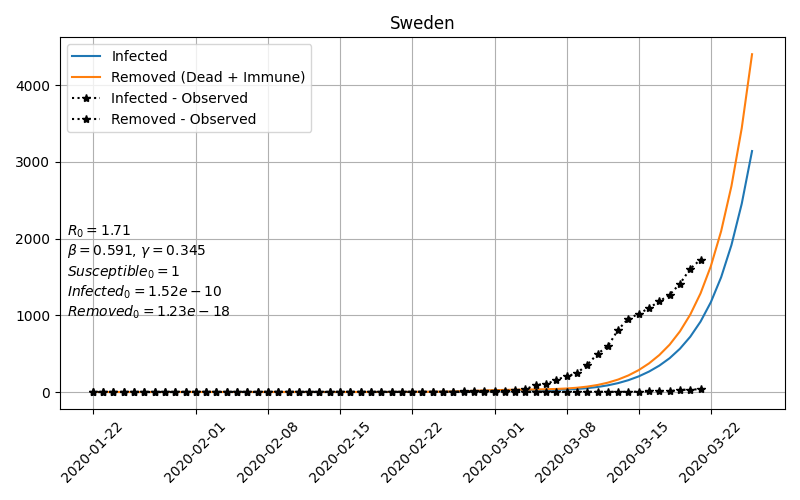 Sweden
Infected
Removed (Dead + Immune)
Infected - Observed
Removed - Observed
4000
3000
2000
1000
0
R₀ = 1.71
β = 0.591, γ = 0.345
Susceptible₀ = 1
Infected₀ = 1.52e − 10
Removed₀ = 1.23e − 18
2020-01-22
2020-02-01
2020-02-08
2020-02-15
2020-02-22
2020-03-01
2020-03-08
2020-03-15
2020-03-22